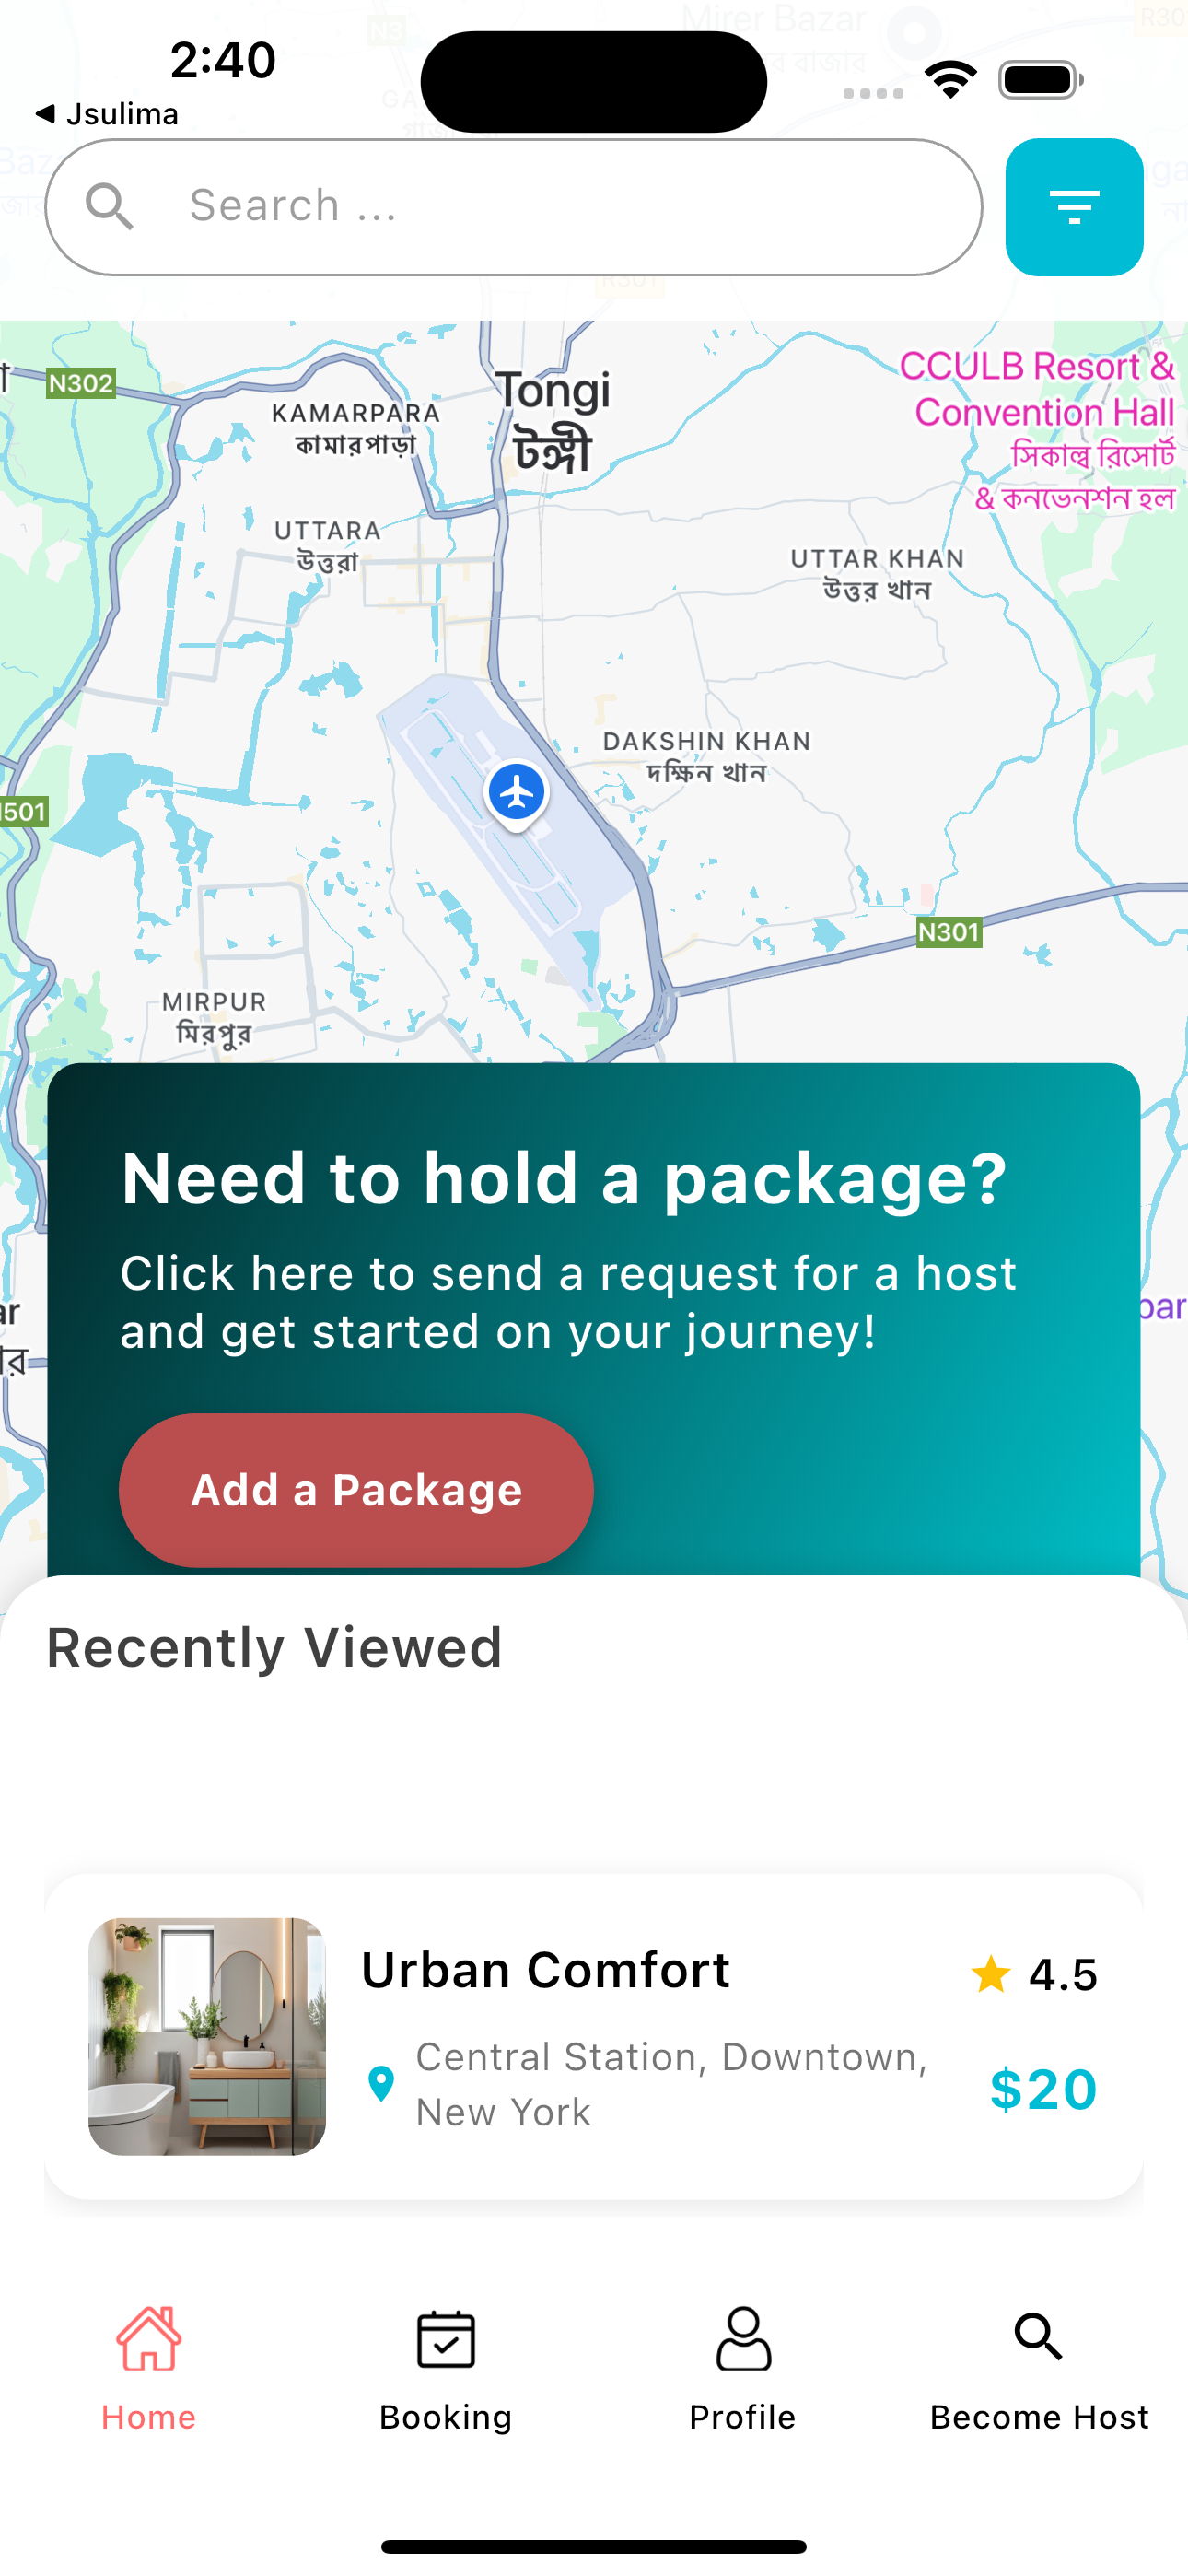 Mirer Bazar
2:40
Jsulima
Search ...
R301
N302
KAMARPARA
কামারপাড়া
Tongi
টঙ্গী
CCULB Resort &
Convention Hall
সিকাল্ব রিসোর্ট
& কনভেনশন হল
UTTARA
উত্তরা
UTTAR KHAN
উত্তর খান
DAKSHIN KHAN
দক্ষিন খান
N301
MIRPUR
মিরপুর
Need to hold a package?
Click here to send a request for a host
and get started on your journey!
Add a Package
Recently Viewed
Urban Comfort
4.5
Central Station, Downtown,
New York
$20
Home
Booking
Profile
Become Host